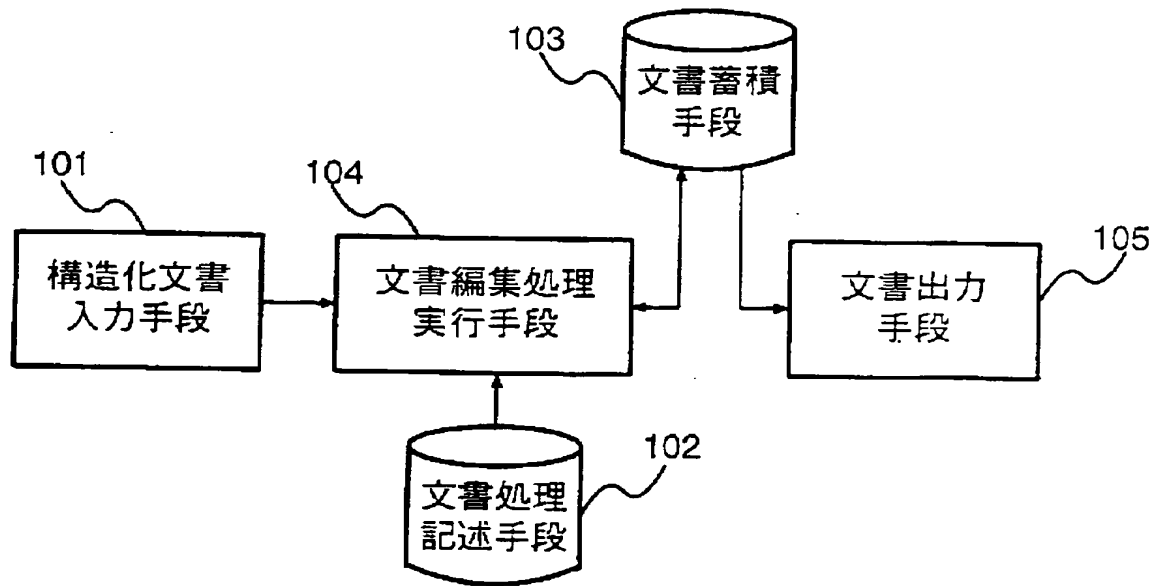 103
文書蓄積
手段
101
構造化文書
入力手段
104
文書編集処理
実行手段
105
文書出力
手段
102
文書処理
記述手段